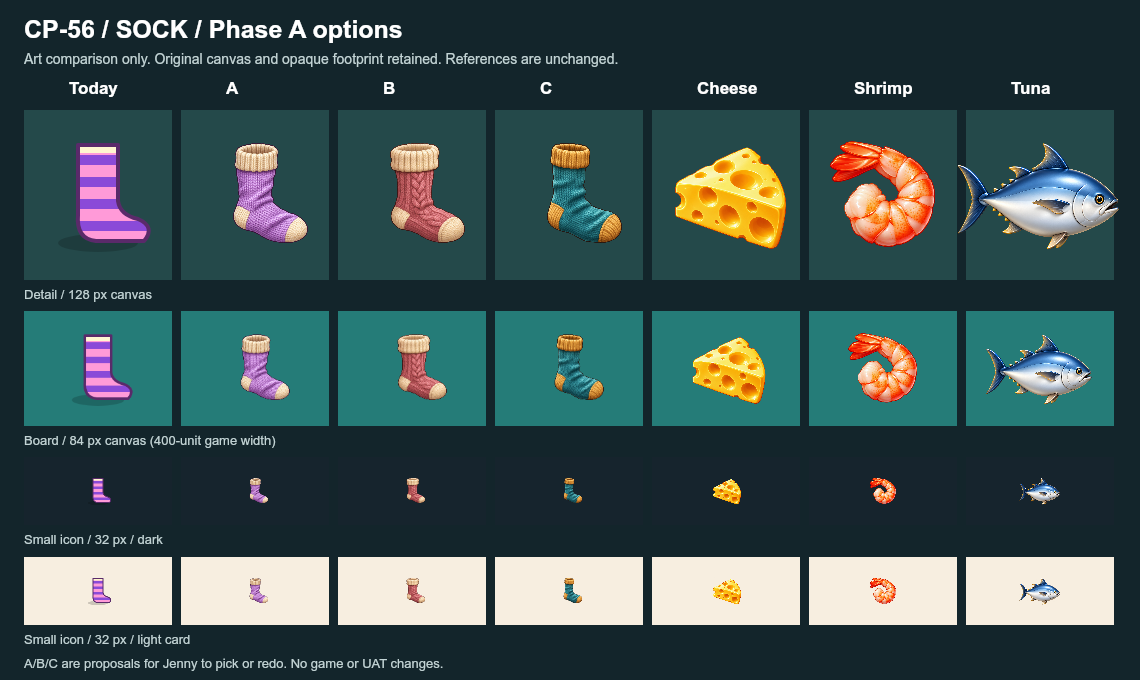 CP-56 / SOCK / Phase A options
Art comparison only. Original canvas and opaque footprint retained. References are unchanged.
Today A B C Cheese Shrimp Tuna
Detail / 128 px canvas
Board / 84 px canvas (400-unit game width)
Small icon / 32 px / dark
Small icon / 32 px / light card
A/B/C are proposals for Jenny to pick or redo. No game or UAT changes.